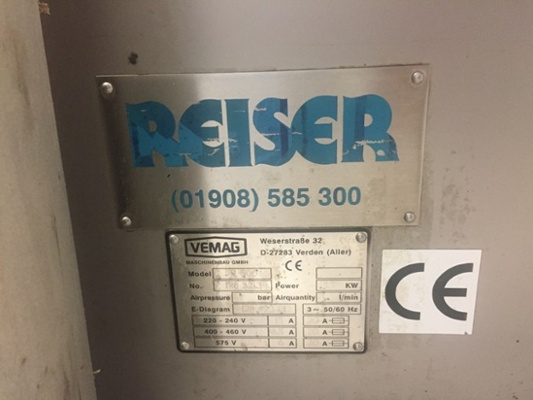 REISER
(01908) 585 300
VEMAG
Weserstraße 32
D-27283 Verden (Aller)
MASCHINENBAU GMBH
CE
Model
No. Power KW
Airpressure bar Airquantity l/min
E-Diagram 3~ 50/60 Hz
220 - 240 V A A
400 - 460 V A A
575 V A A
CE